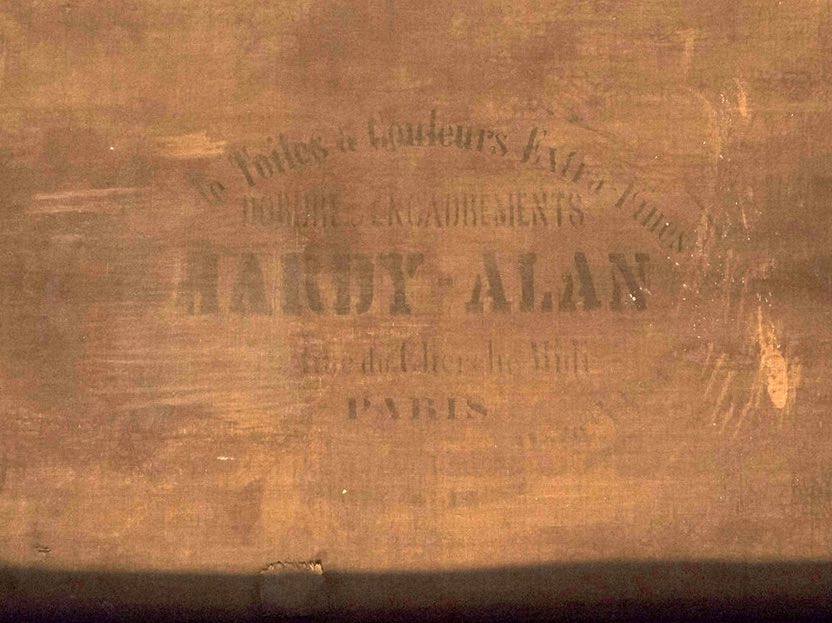 Toiles & Couleurs Extra-Fines
DORURE ENCADREMENTS
HARDY-ALAN
Rue du Cherche Midi
PARIS